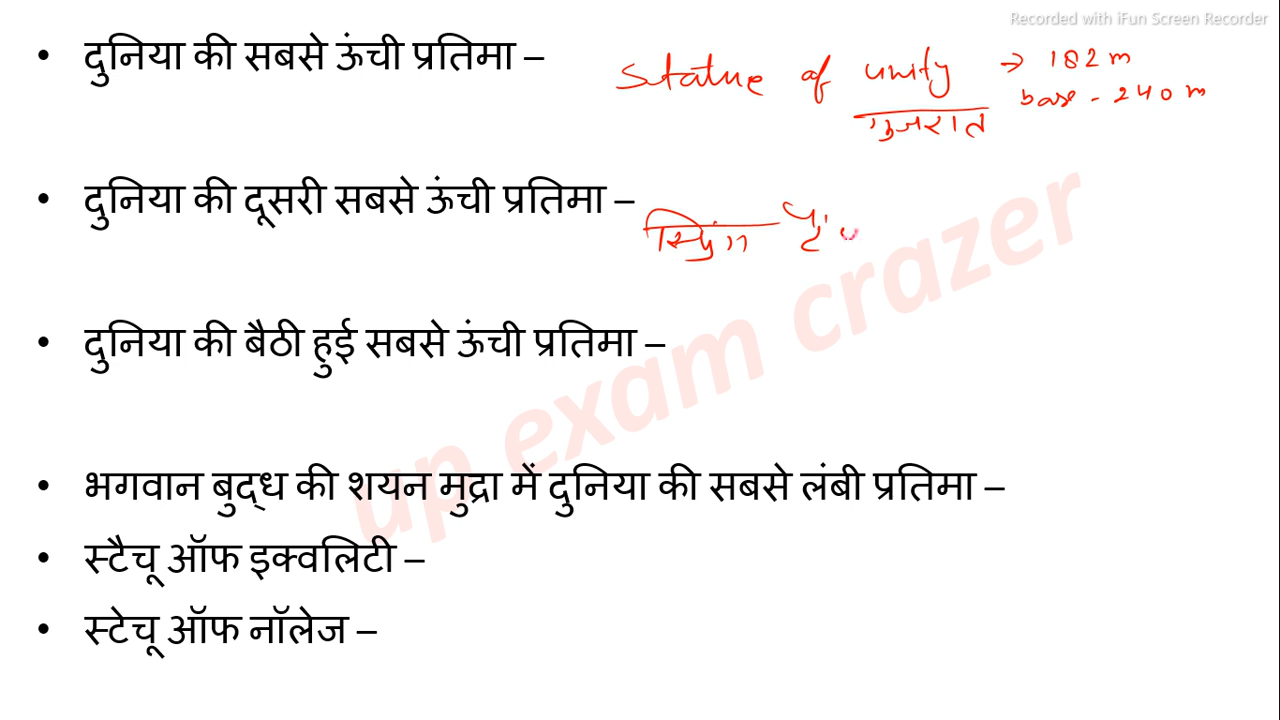 Recorded with iFun Screen Recorder
• दुनिया की सबसे ऊंची प्रतिमा – Statue of unity → 182 m
base - 240 m
गुजरात
• दुनिया की दूसरी सबसे ऊंची प्रतिमा – स्प्रिंग
• दुनिया की बैठी हुई सबसे ऊंची प्रतिमा –
up exam crazer
• भगवान बुद्ध की शयन मुद्रा में दुनिया की सबसे लंबी प्रतिमा –
• स्टैचू ऑफ इक्वलिटी –
• स्टेचू ऑफ नॉलेज –